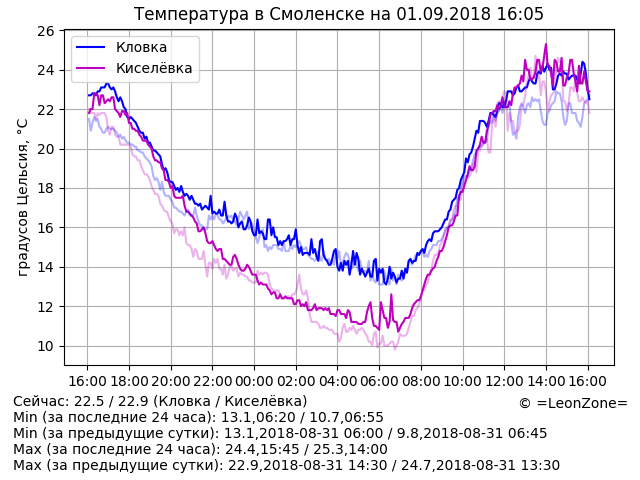 Температура в Смоленске на 01.09.2018 16:05
Кловка
Киселёвка
градусов Цельсия, °C
26
24
22
20
18
16
14
12
10
16:00 18:00 20:00 22:00 00:00 02:00 04:00 06:00 08:00 10:00 12:00 14:00 16:00
Сейчас: 22.5 / 22.9 (Кловка / Киселёвка)
© =LeonZone=
Min (за последние 24 часа): 13.1,06:20 / 10.7,06:55
Min (за предыдущие сутки): 13.1,2018-08-31 06:00 / 9.8,2018-08-31 06:45
Max (за последние 24 часа): 24.4,15:45 / 25.3,14:00
Max (за предыдущие сутки): 22.9,2018-08-31 14:30 / 24.7,2018-08-31 13:30